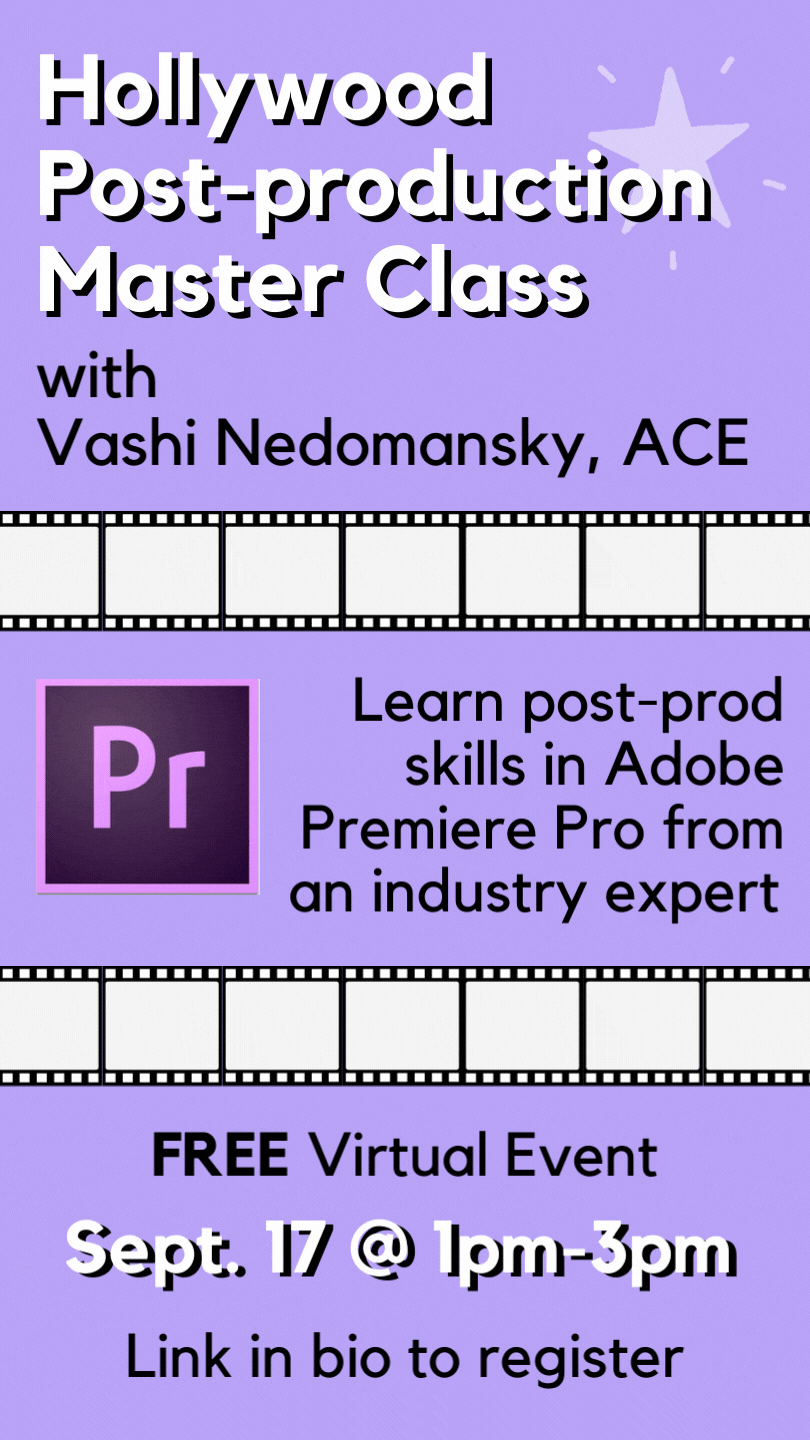 Hollywood
Post-production
Master Class
with
Vashi Nedomansky, ACE
Pr
Learn post-prod
skills in Adobe
Premiere Pro from
an industry expert
FREE Virtual Event
Sept. 17 @ 1pm-3pm
Link in bio to register